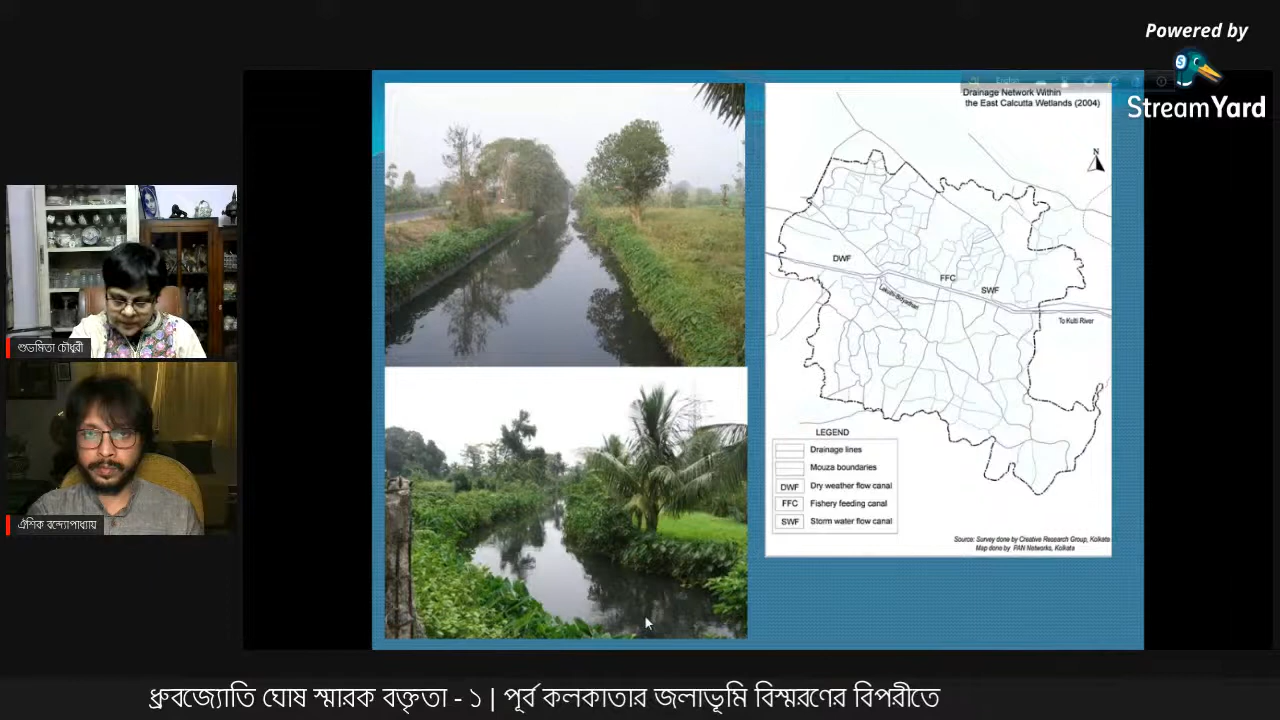 Powered by
StreamYard
English
Drainage Network Within
the East Calcutta Wetlands (2004)
N
DWF
FFC
SWF
To Kulti River
LEGEND
Drainage lines
Mouza boundaries
DWF Dry weather flow canal
FFC Fishery feeding canal
SWF Storm water flow canal
Source: Survey done by Creative Research Group, Kolkata
Map done by PAN Networks, Kolkata
শুভমিতা চৌধুরী
ঐশিক বন্দ্যোপাধ্যায়
ধ্রুবজ্যোতি ঘোষ স্মারক বক্তৃতা - ১ | পূর্ব কলকাতার জলাভূমি বিস্মরণের বিপরীতে